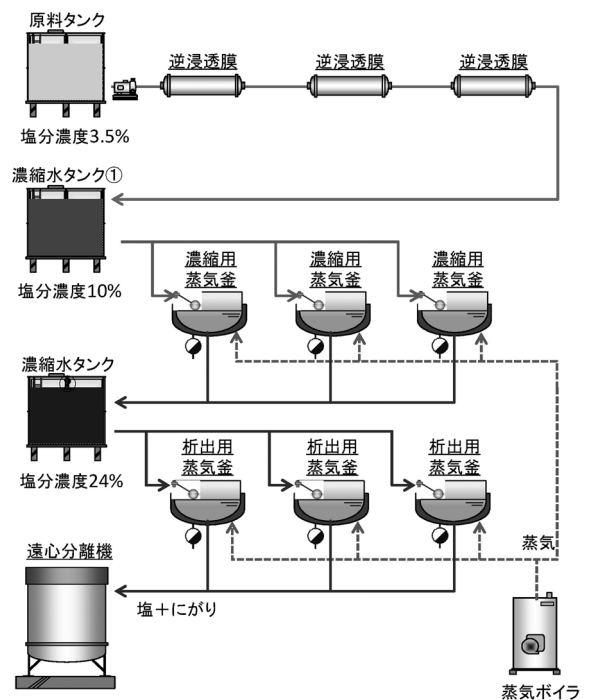 原料タンク
逆浸透膜
逆浸透膜
逆浸透膜
塩分濃度3.5%
濃縮水タンク①
濃縮用
蒸気釜
濃縮用
蒸気釜
濃縮用
蒸気釜
塩分濃度10%
濃縮水タンク
析出用
蒸気釜
析出用
蒸気釜
析出用
蒸気釜
塩分濃度24%
遠心分離機
蒸気
塩+にがり
蒸気ボイラ